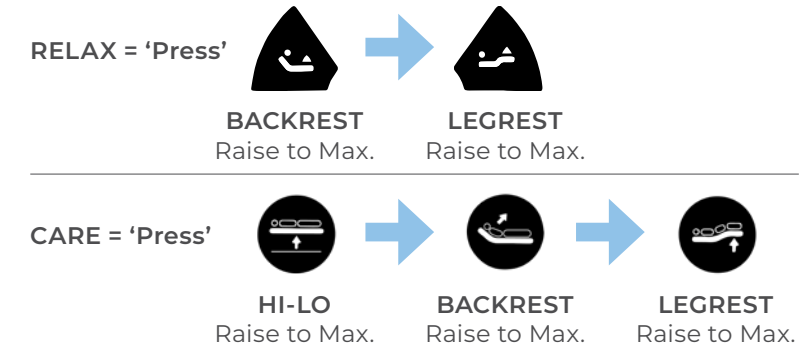 RELAX = ‘Press’
BACKREST
Raise to Max.
LEGREST
Raise to Max.
CARE = ‘Press’
HI-LO
Raise to Max.
BACKREST
Raise to Max.
LEGREST
Raise to Max.